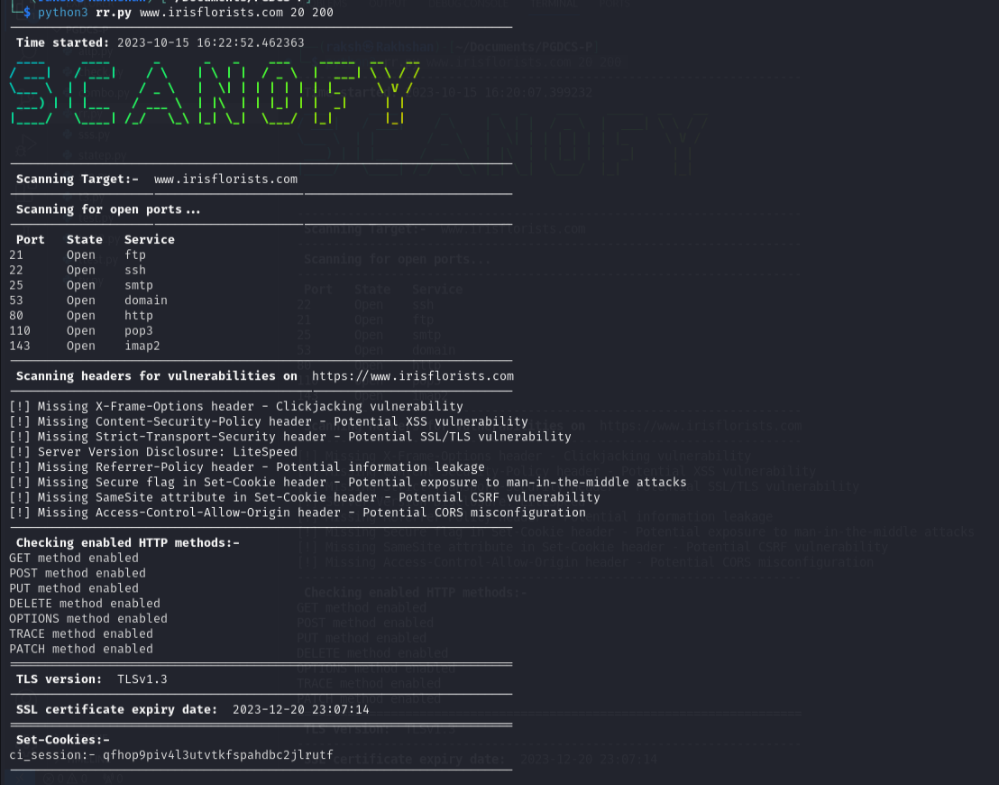 └─$ python3 rr.py www.irisflorists.com 20 200
Time started: 2023-10-15 16:22:52.462363
SCANOFY
Scanning Target:- www.irisflorists.com
Scanning for open ports...
Port State Service
21 Open ftp
22 Open ssh
25 Open smtp
53 Open domain
80 Open http
110 Open pop3
143 Open imap2
Scanning headers for vulnerabilities on https://www.irisflorists.com
[!] Missing X-Frame-Options header - Clickjacking vulnerability
[!] Missing Content-Security-Policy header - Potential XSS vulnerability
[!] Missing Strict-Transport-Security header - Potential SSL/TLS vulnerability
[!] Server Version Disclosure: LiteSpeed
[!] Missing Referrer-Policy header - Potential information leakage
[!] Missing Secure flag in Set-Cookie header - Potential exposure to man-in-the-middle attacks
[!] Missing SameSite attribute in Set-Cookie header - Potential CSRF vulnerability
[!] Missing Access-Control-Allow-Origin header - Potential CORS misconfiguration
Checking enabled HTTP methods:-
GET method enabled
POST method enabled
PUT method enabled
DELETE method enabled
OPTIONS method enabled
TRACE method enabled
PATCH method enabled
TLS version: TLSv1.3
SSL certificate expiry date: 2023-12-20 23:07:14
Set-Cookies:-
ci_session:- qfhop9piv4l3utvtkfspahdbc2jlrutf